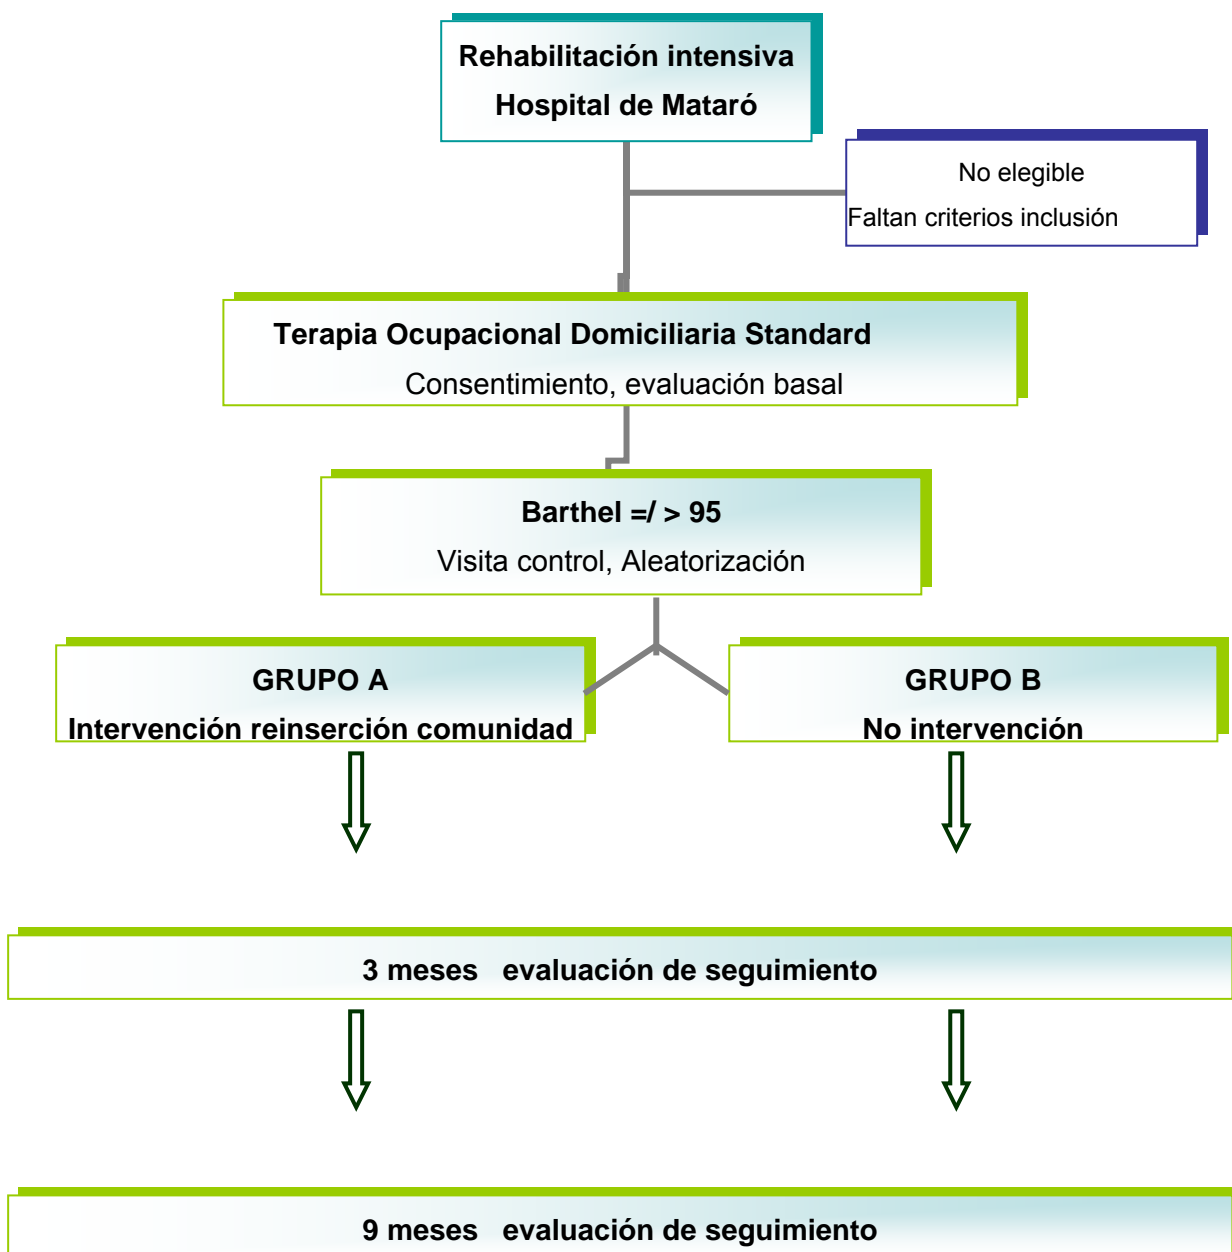 Rehabilitación intensiva
Hospital de Mataró
No elegible
Faltan criterios inclusión
Terapia Ocupacional Domiciliaria Standard
Consentimiento, evaluación basal
Barthel =/ > 95
Visita control, Aleatorización
GRUPO A
Intervención reinserción comunidad
GRUPO B
No intervención
3 meses   evaluación de seguimiento
9 meses   evaluación de seguimiento